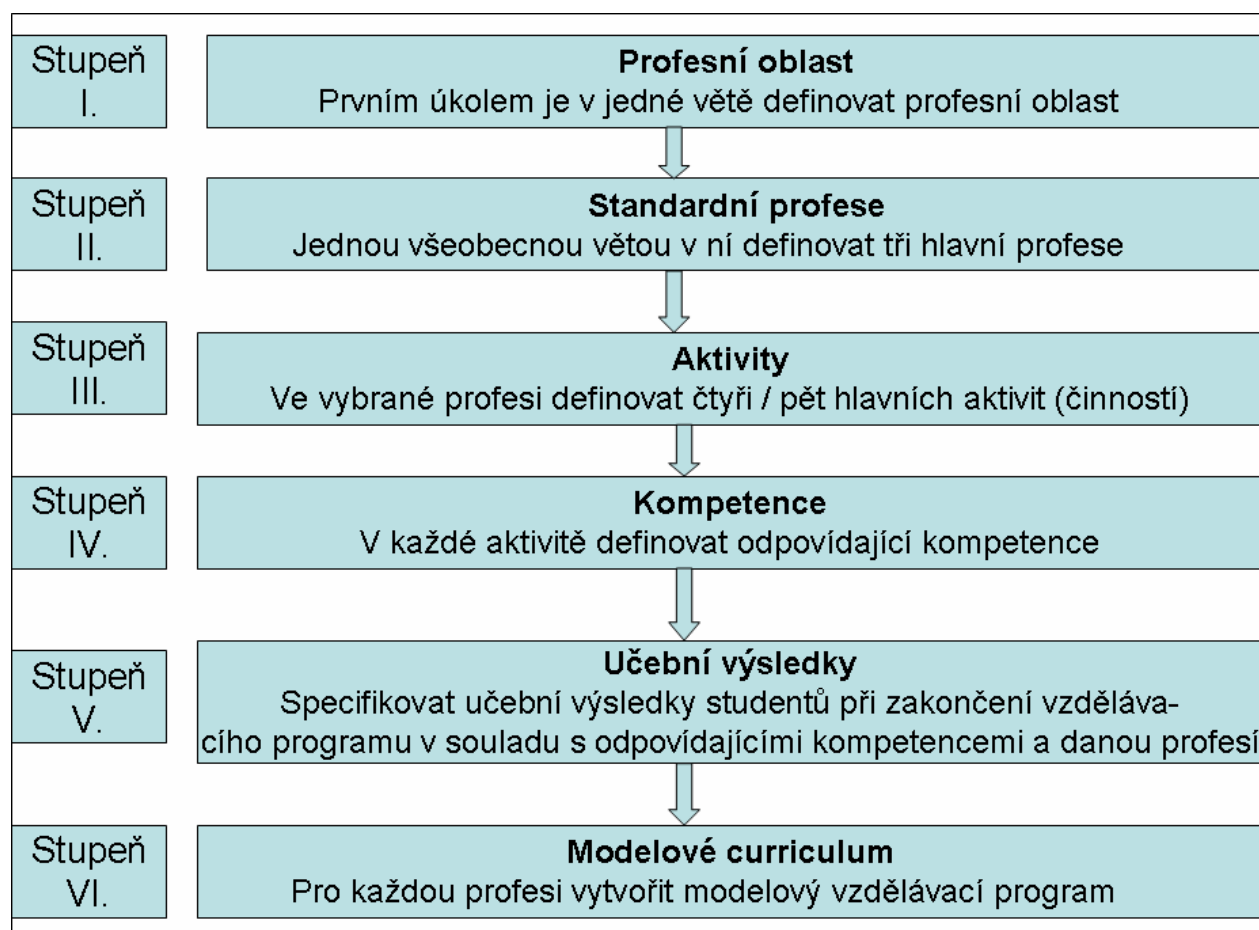 Stupeň
I.
Profesní oblast
Prvním úkolem je v jedné větě definovat profesní oblast
Stupeň
II.
Standardní profese
Jednou všeobecnou větou v ní definovat tři hlavní profese
Stupeň
III.
Aktivity
Ve vybrané profesi definovat čtyři / pět hlavních aktivit (činností)
Stupeň
IV.
Kompetence
V každé aktivitě definovat odpovídající kompetence
Stupeň
V.
Učební výsledky
Specifikovat učební výsledky studentů při zakončení vzděláva-
cího programu v souladu s odpovídajícími kompetencemi a danou profesí
Stupeň
VI.
Modelové curriculum
Pro každou profesi vytvořit modelový vzdělávací program